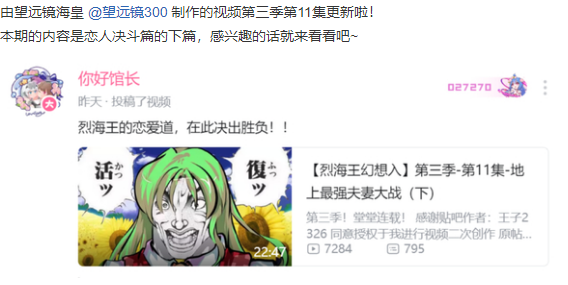 由望远镜海皇 @望远镜300 制作的视频第三季第11集更新啦！
本期的内容是恋人决斗篇的下篇，感兴趣的话就来看看吧~
你好馆长
027270
昨天 · 投稿了视频
大
烈海王的恋爱道，在此决出胜负！！
活ッ
かつ
復ッ
ふつ
22:47
【烈海王幻想入】第三季-第11集-地
上最强夫妻大战（下）
第三季！堂堂连载！ 感谢贴吧作者：王子2
326 同意授权于我进行视频二次创作 原帖...
7284
795